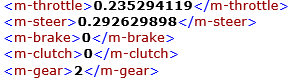 <m-throttle>0.235294119</m-throttle>
<m-steer>0.292629898</m-steer>
<m-brake>0</m-brake>
<m-clutch>0</m-clutch>
<m-gear>2</m-gear>